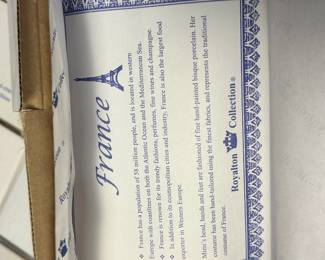 France
❖ France has a population of 58 million people, and is located in western
Europe with coastlines on both the Atlantic Ocean and the Mediterranean Sea.
❖ France is renown for its trendy fashions, perfumes, fine wines and champagne.
❖ In addition to its cosmopolitan cities and industry, France is also the largest food
exporter in Western Europe.
Mimi's head, hands and feet are fashioned of fine hand-painted bisque porcelain. Her
costume has been hand-tailored using the finest fabrics, and represents the traditional
costume of France.
Royalton Collection®
Collection